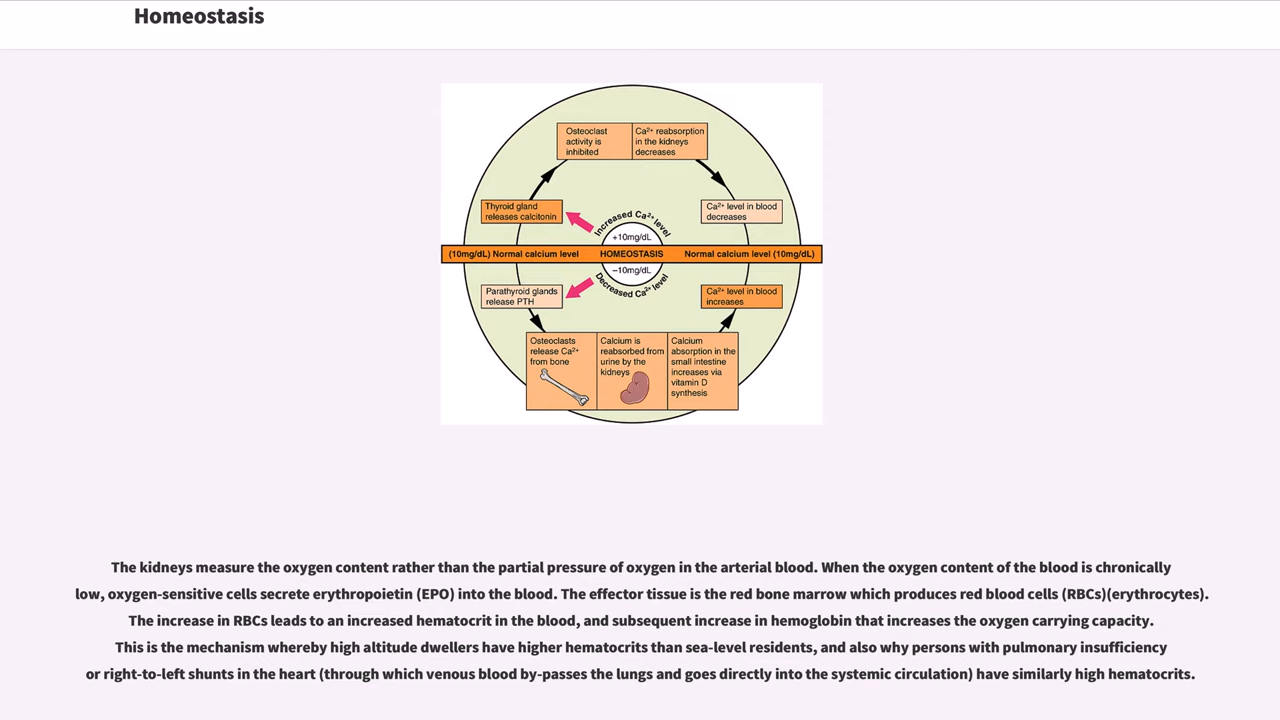 Homeostasis
Osteoclast
activity is
inhibited
Ca²⁺ reabsorption
in the kidneys
decreases
Thyroid gland
releases calcitonin
Increased Ca²⁺ level
+10mg/dL
Ca²⁺ level in blood
decreases
(10mg/dL) Normal calcium level
HOMEOSTASIS
Normal calcium level (10mg/dL)
–10mg/dL
Decreased Ca²⁺ level
Parathyroid glands
release PTH
Ca²⁺ level in blood
increases
Osteoclasts
release Ca²⁺
from bone
Calcium is
reabsorbed from
urine by the
kidneys
Calcium
absorption in the
small intestine
increases via
vitamin D
synthesis
The kidneys measure the oxygen content rather than the partial pressure of oxygen in the arterial blood. When the oxygen content of the blood is chronically
low, oxygen-sensitive cells secrete erythropoietin (EPO) into the blood. The effector tissue is the red bone marrow which produces red blood cells (RBCs)(erythrocytes).
The increase in RBCs leads to an increased hematocrit in the blood, and subsequent increase in hemoglobin that increases the oxygen carrying capacity.
This is the mechanism whereby high altitude dwellers have higher hematocrits than sea-level residents, and also why persons with pulmonary insufficiency
or right-to-left shunts in the heart (through which venous blood by-passes the lungs and goes directly into the systemic circulation) have similarly high hematocrits.